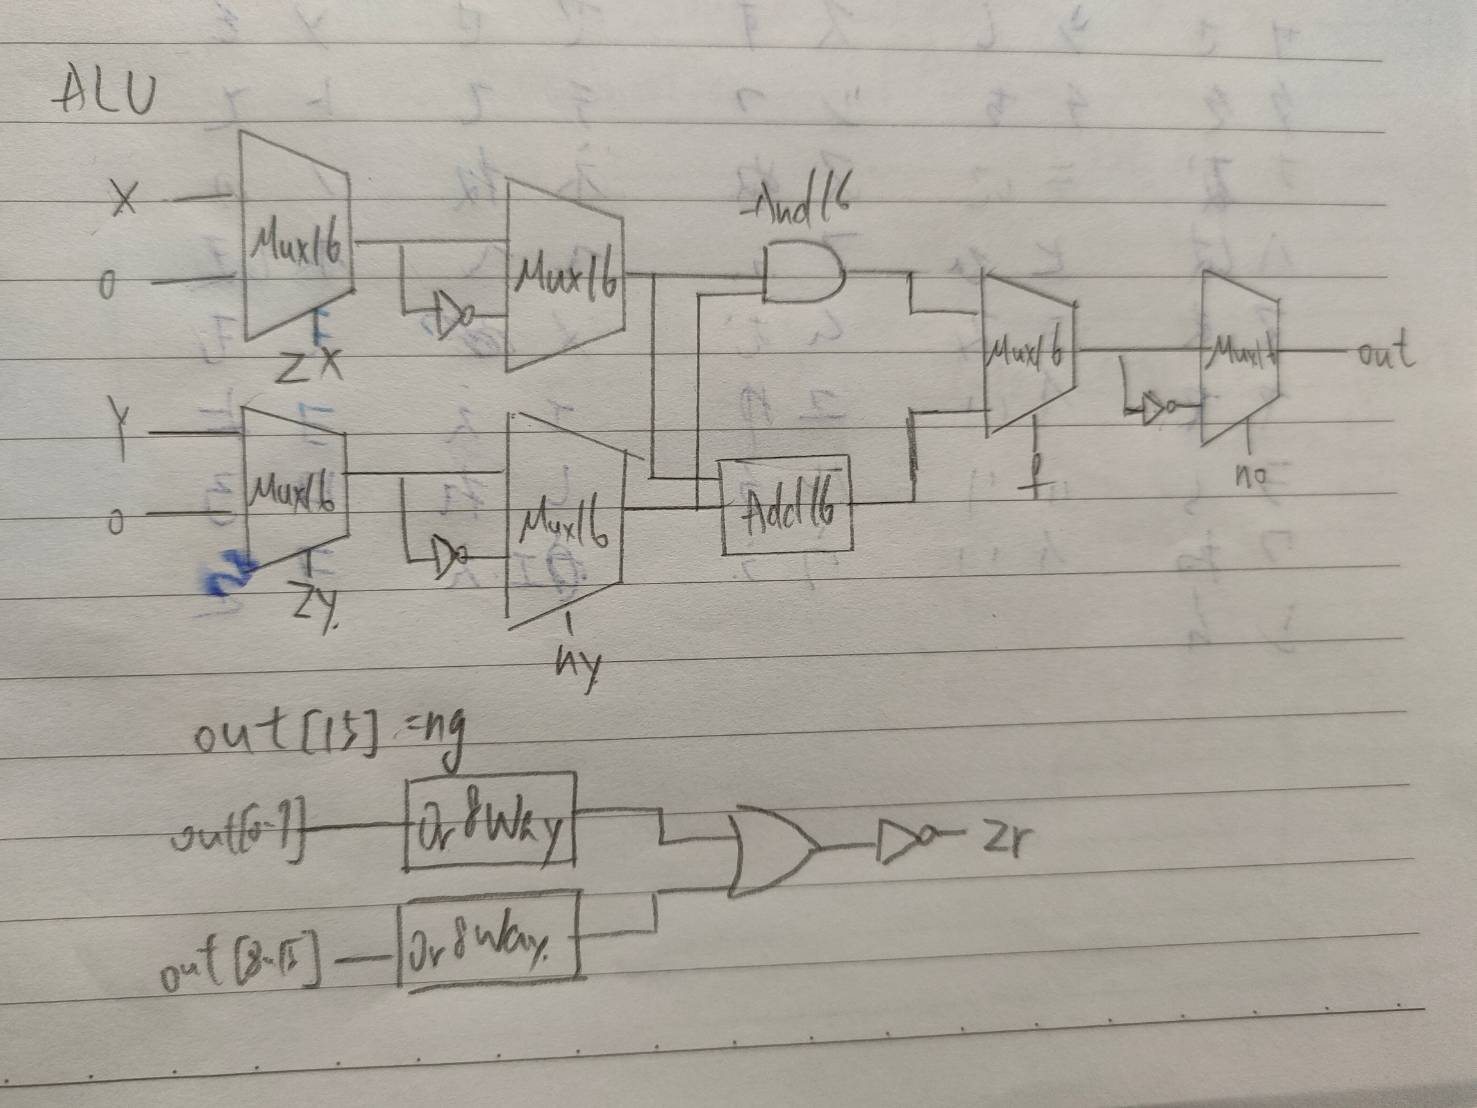 ALU
X
0
Mux16
zx
Mux16
Y
0
Mux16
zy.
Mux16
ny
And16
Add16
Mux16
f
no
out
out[15]=ng
out[0-7]
Or8Way
out[8-15]
Or8Way.
zr